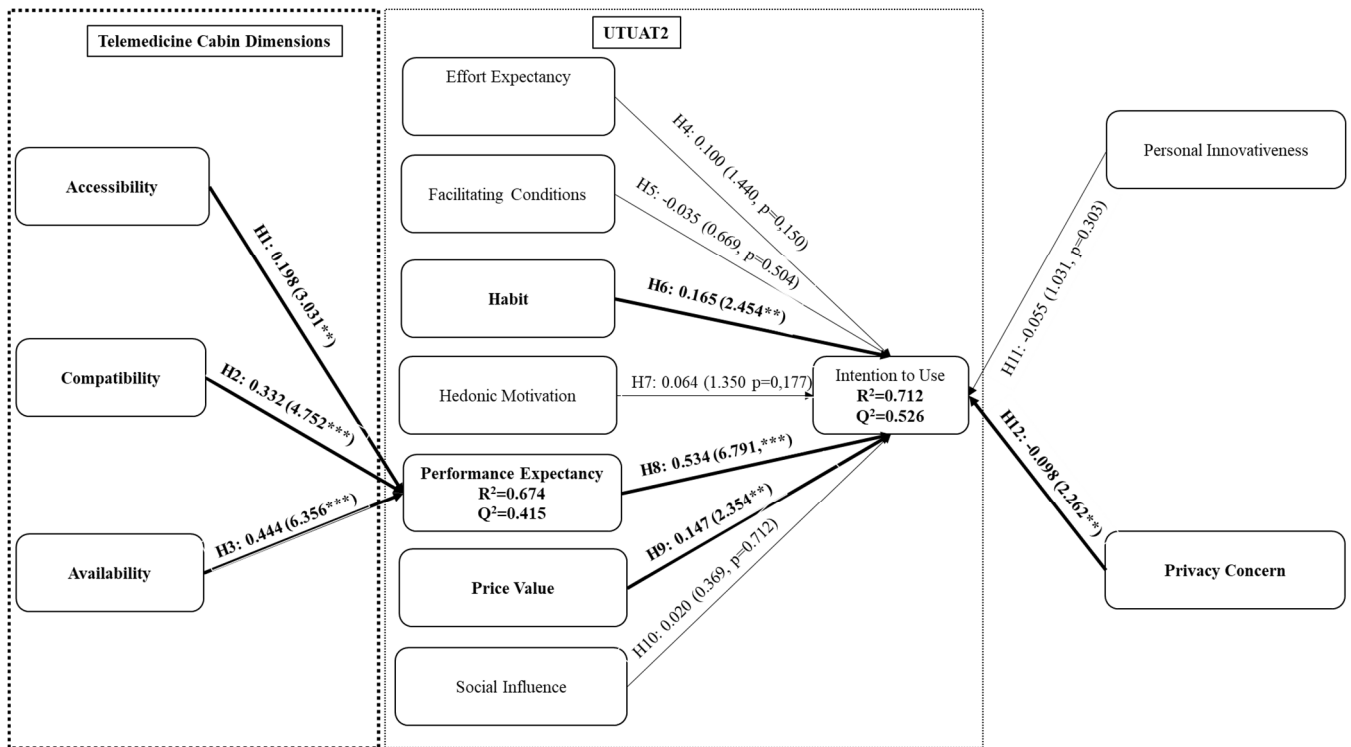 Telemedicine Cabin Dimensions
Accessibility
Compatibility
Availability
H1: 0.198 (3.031**)
H2: 0.332 (4.752***)
H3: 0.444 (6.356***)
UTUAT2
Effort Expectancy
Facilitating Conditions
Habit
Hedonic Motivation
Performance Expectancy
R²=0.674
Q²=0.415
Price Value
Social Influence
H4: 0.100 (1.440, p=0,150)
H5: -0.035 (0.669, p=0.504)
H6: 0.165 (2.454**)
H7: 0.064 (1.350 p=0,177)
H8: 0.534 (6.791,***)
H9: 0.147 (2.354**)
H10: 0.020 (0.369, p=0.712)
Intention to Use
R²=0.712
Q²=0.526
H11: -0.055 (1.031, p=0.303)
H12: -0.098 (2.262**)
Personal Innovativeness
Privacy Concern